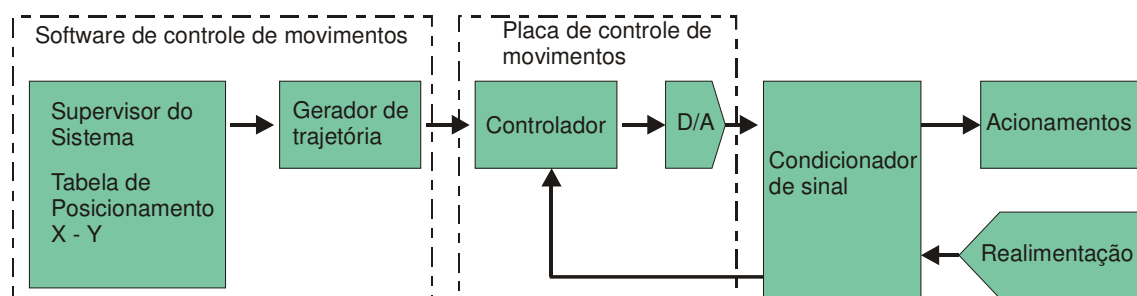 Software de controle de movimentos
Supervisor do
Sistema
Tabela de
Posicionamento
X - Y
Gerador de
trajetória
Placa de controle de
movimentos
Controlador
D/A
Condicionador
de sinal
Acionamentos
Realimentação